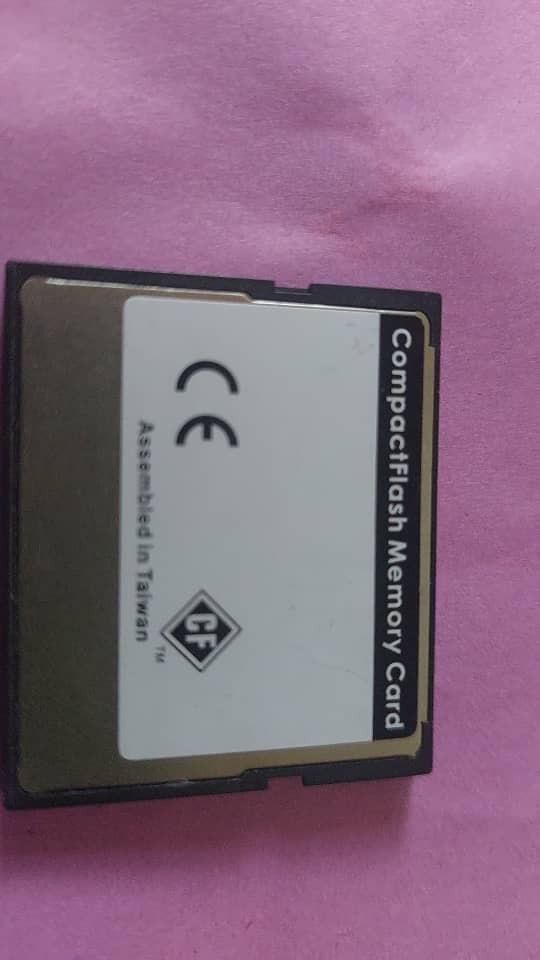 CompactFlash Memory Card
CE
CF
TM
Assembled in Taiwan